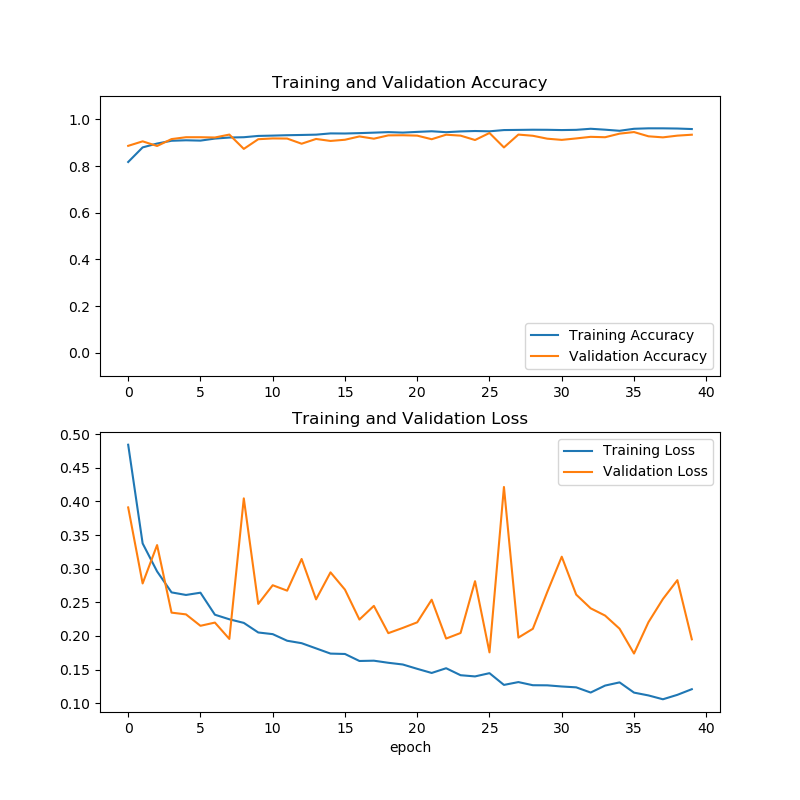 Training and Validation Accuracy
1.0
0.8
0.6
0.4
0.2
0.0
Training Accuracy
Validation Accuracy
0 5 10 15 20 25 30 35 40
Training and Validation Loss
0.50
0.45
0.40
0.35
0.30
0.25
0.20
0.15
0.10
Training Loss
Validation Loss
0 5 10 15 20 25 30 35 40
epoch